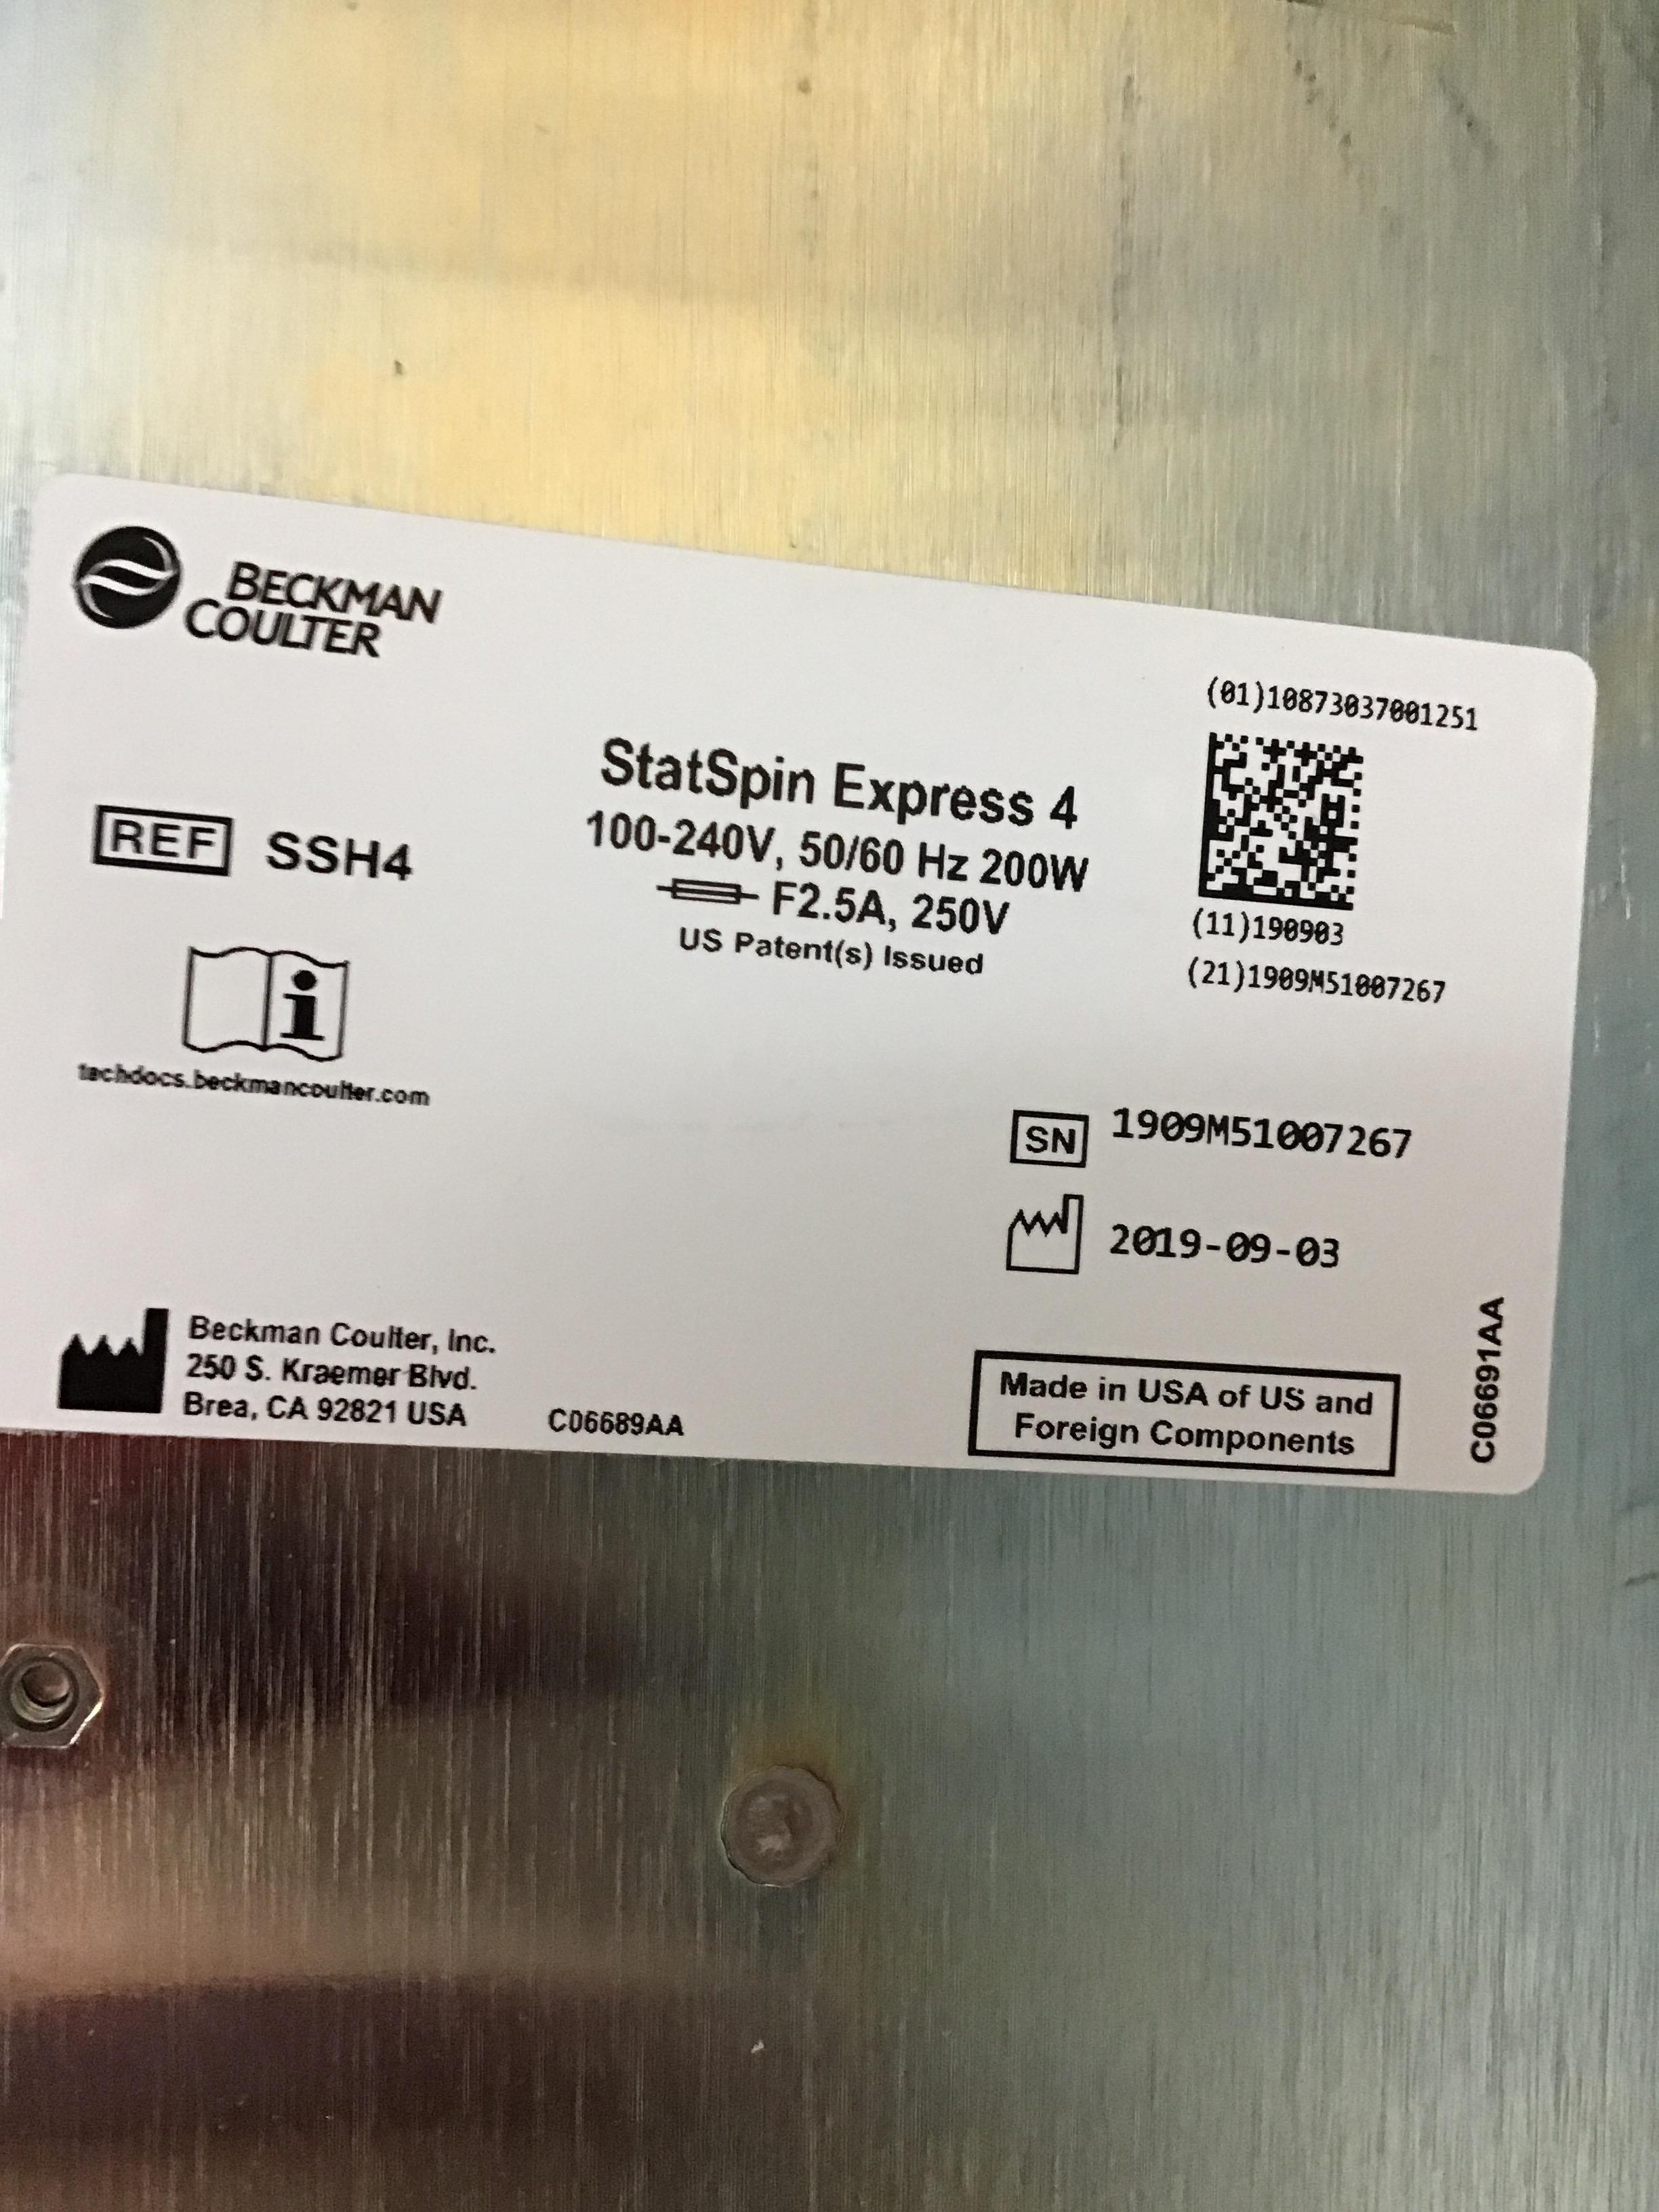 BECKMAN
COULTER
(01)10873037001251
StatSpin Express 4
100-240V, 50/60 Hz 200W
F2.5A, 250V
US Patent(s) Issued
REF SSH4
(11)190903
(21)1909M51007267
i
techdocs.beckmancoulter.com
SN 1909M51007267
2019-09-03
Beckman Coulter, Inc.
250 S. Kraemer Blvd.
Brea, CA 92821 USA
C06689AA
Made in USA of US and
Foreign Components
C06691AA